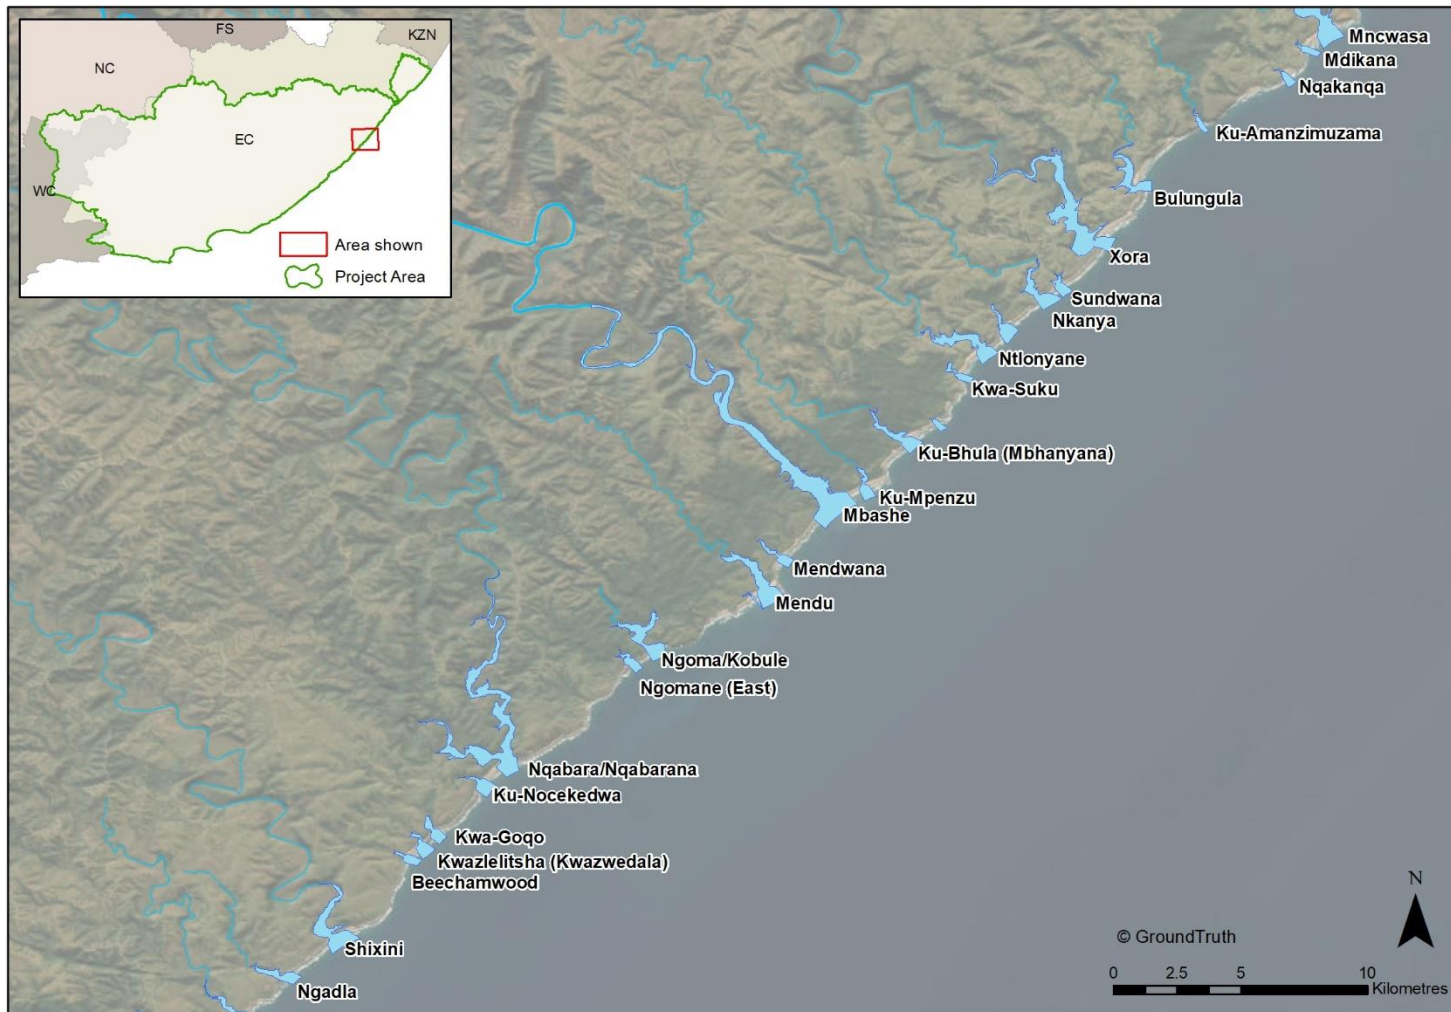 FS
KZN
NC
EC
WC
Area shown
Project Area
Mncwasa
Mdikana
Nqakanqa
Ku-Amanzimuzama
Bulungula
Xora
Sundwana
Nkanya
Ntlonyane
Kwa-Suku
Ku-Bhula (Mbhanyana)
Ku-Mpenzu
Mbashe
Mendwana
Mendu
Ngoma/Kobule
Ngomane (East)
Nqabara/Nqabarana
Ku-Nocekedwa
Kwa-Goqo
Kwazlelitsha (Kwazwedala)
Beechamwood
Shixini
Ngadla
N
© GroundTruth
0 2.5 5 10
Kilometres